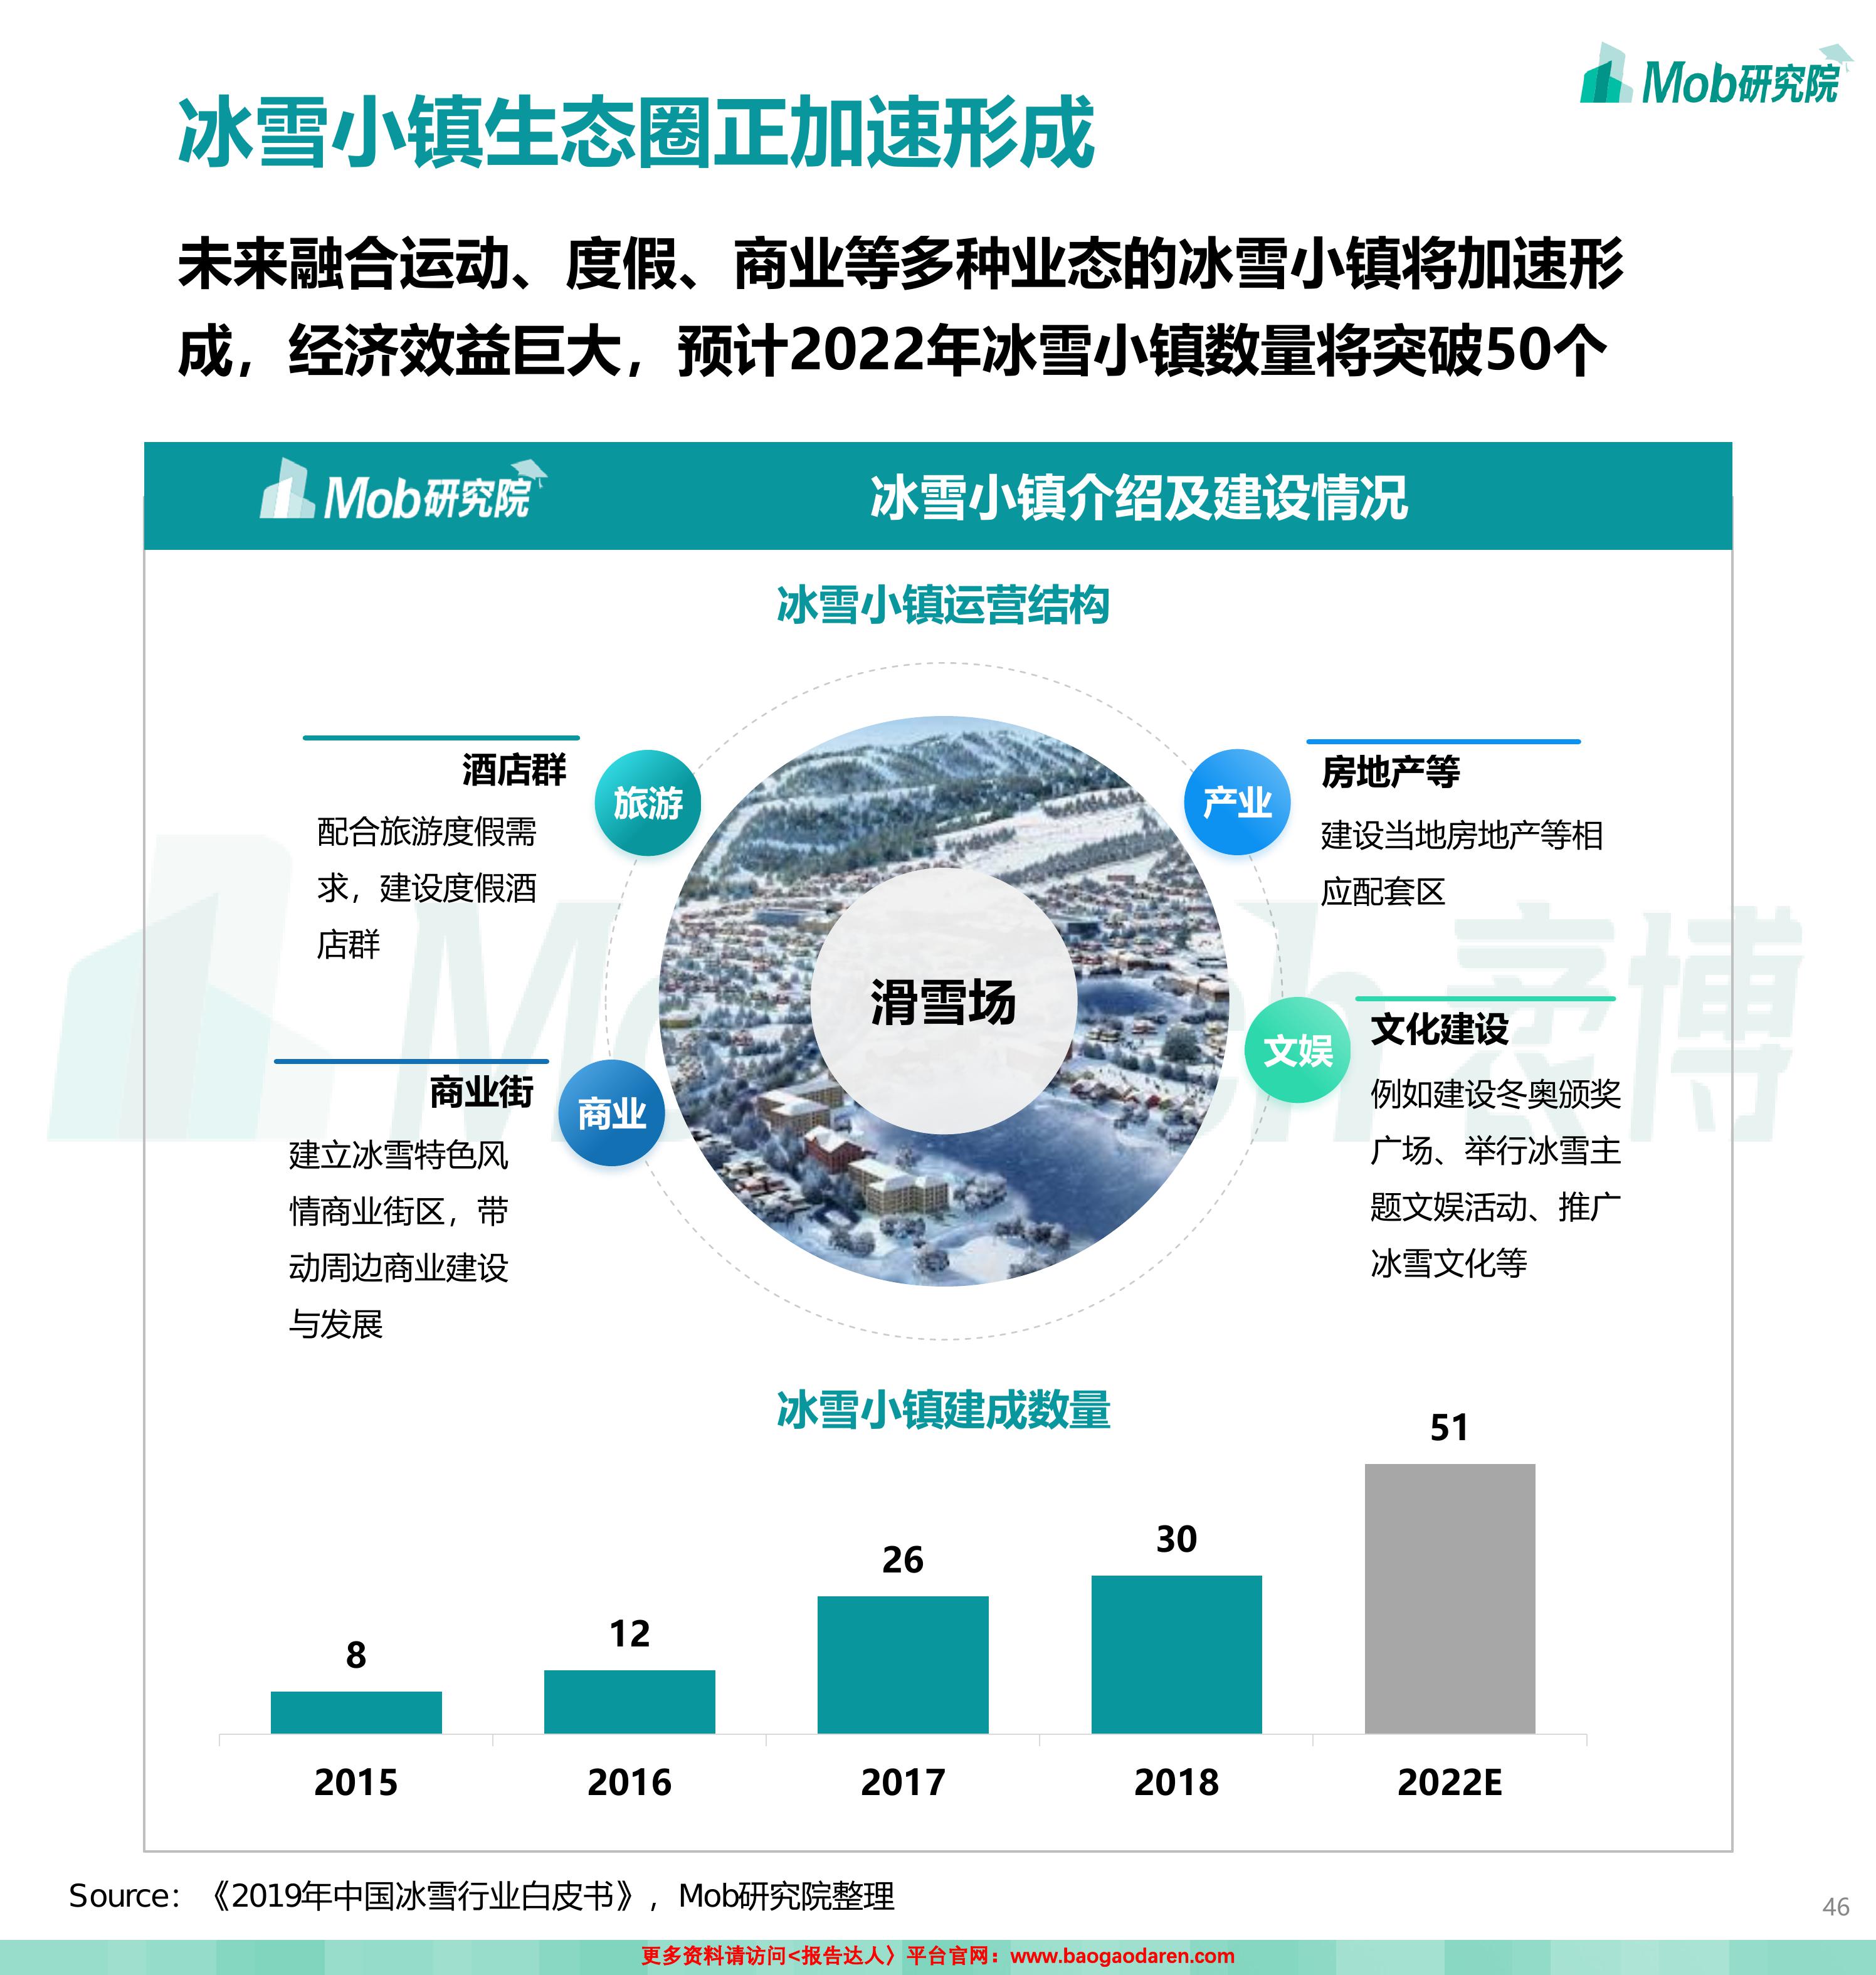 Mob研究院
冰雪小镇生态圈正加速形成
未来融合运动、度假、商业等多种业态的冰雪小镇将加速形
成，经济效益巨大，预计2022年冰雪小镇数量将突破50个
Mob研究院
冰雪小镇介绍及建设情况
冰雪小镇运营结构
酒店群
旅游
配合旅游度假需
求，建设度假酒
店群
产业
房地产等
建设当地房地产等相
应配套区
滑雪场
商业街
商业
建立冰雪特色风
情商业街区，带
动周边商业建设
与发展
文娱
文化建设
例如建设冬奥颁奖
广场、举行冰雪主
题文娱活动、推广
冰雪文化等
冰雪小镇建成数量
8
12
26
30
51
2015
2016
2017
2018
2022E
Source：《2019年中国冰雪行业白皮书》，Mob研究院整理
46
更多资料请访问<报告达人〉平台官网：www.baogaodaren.com